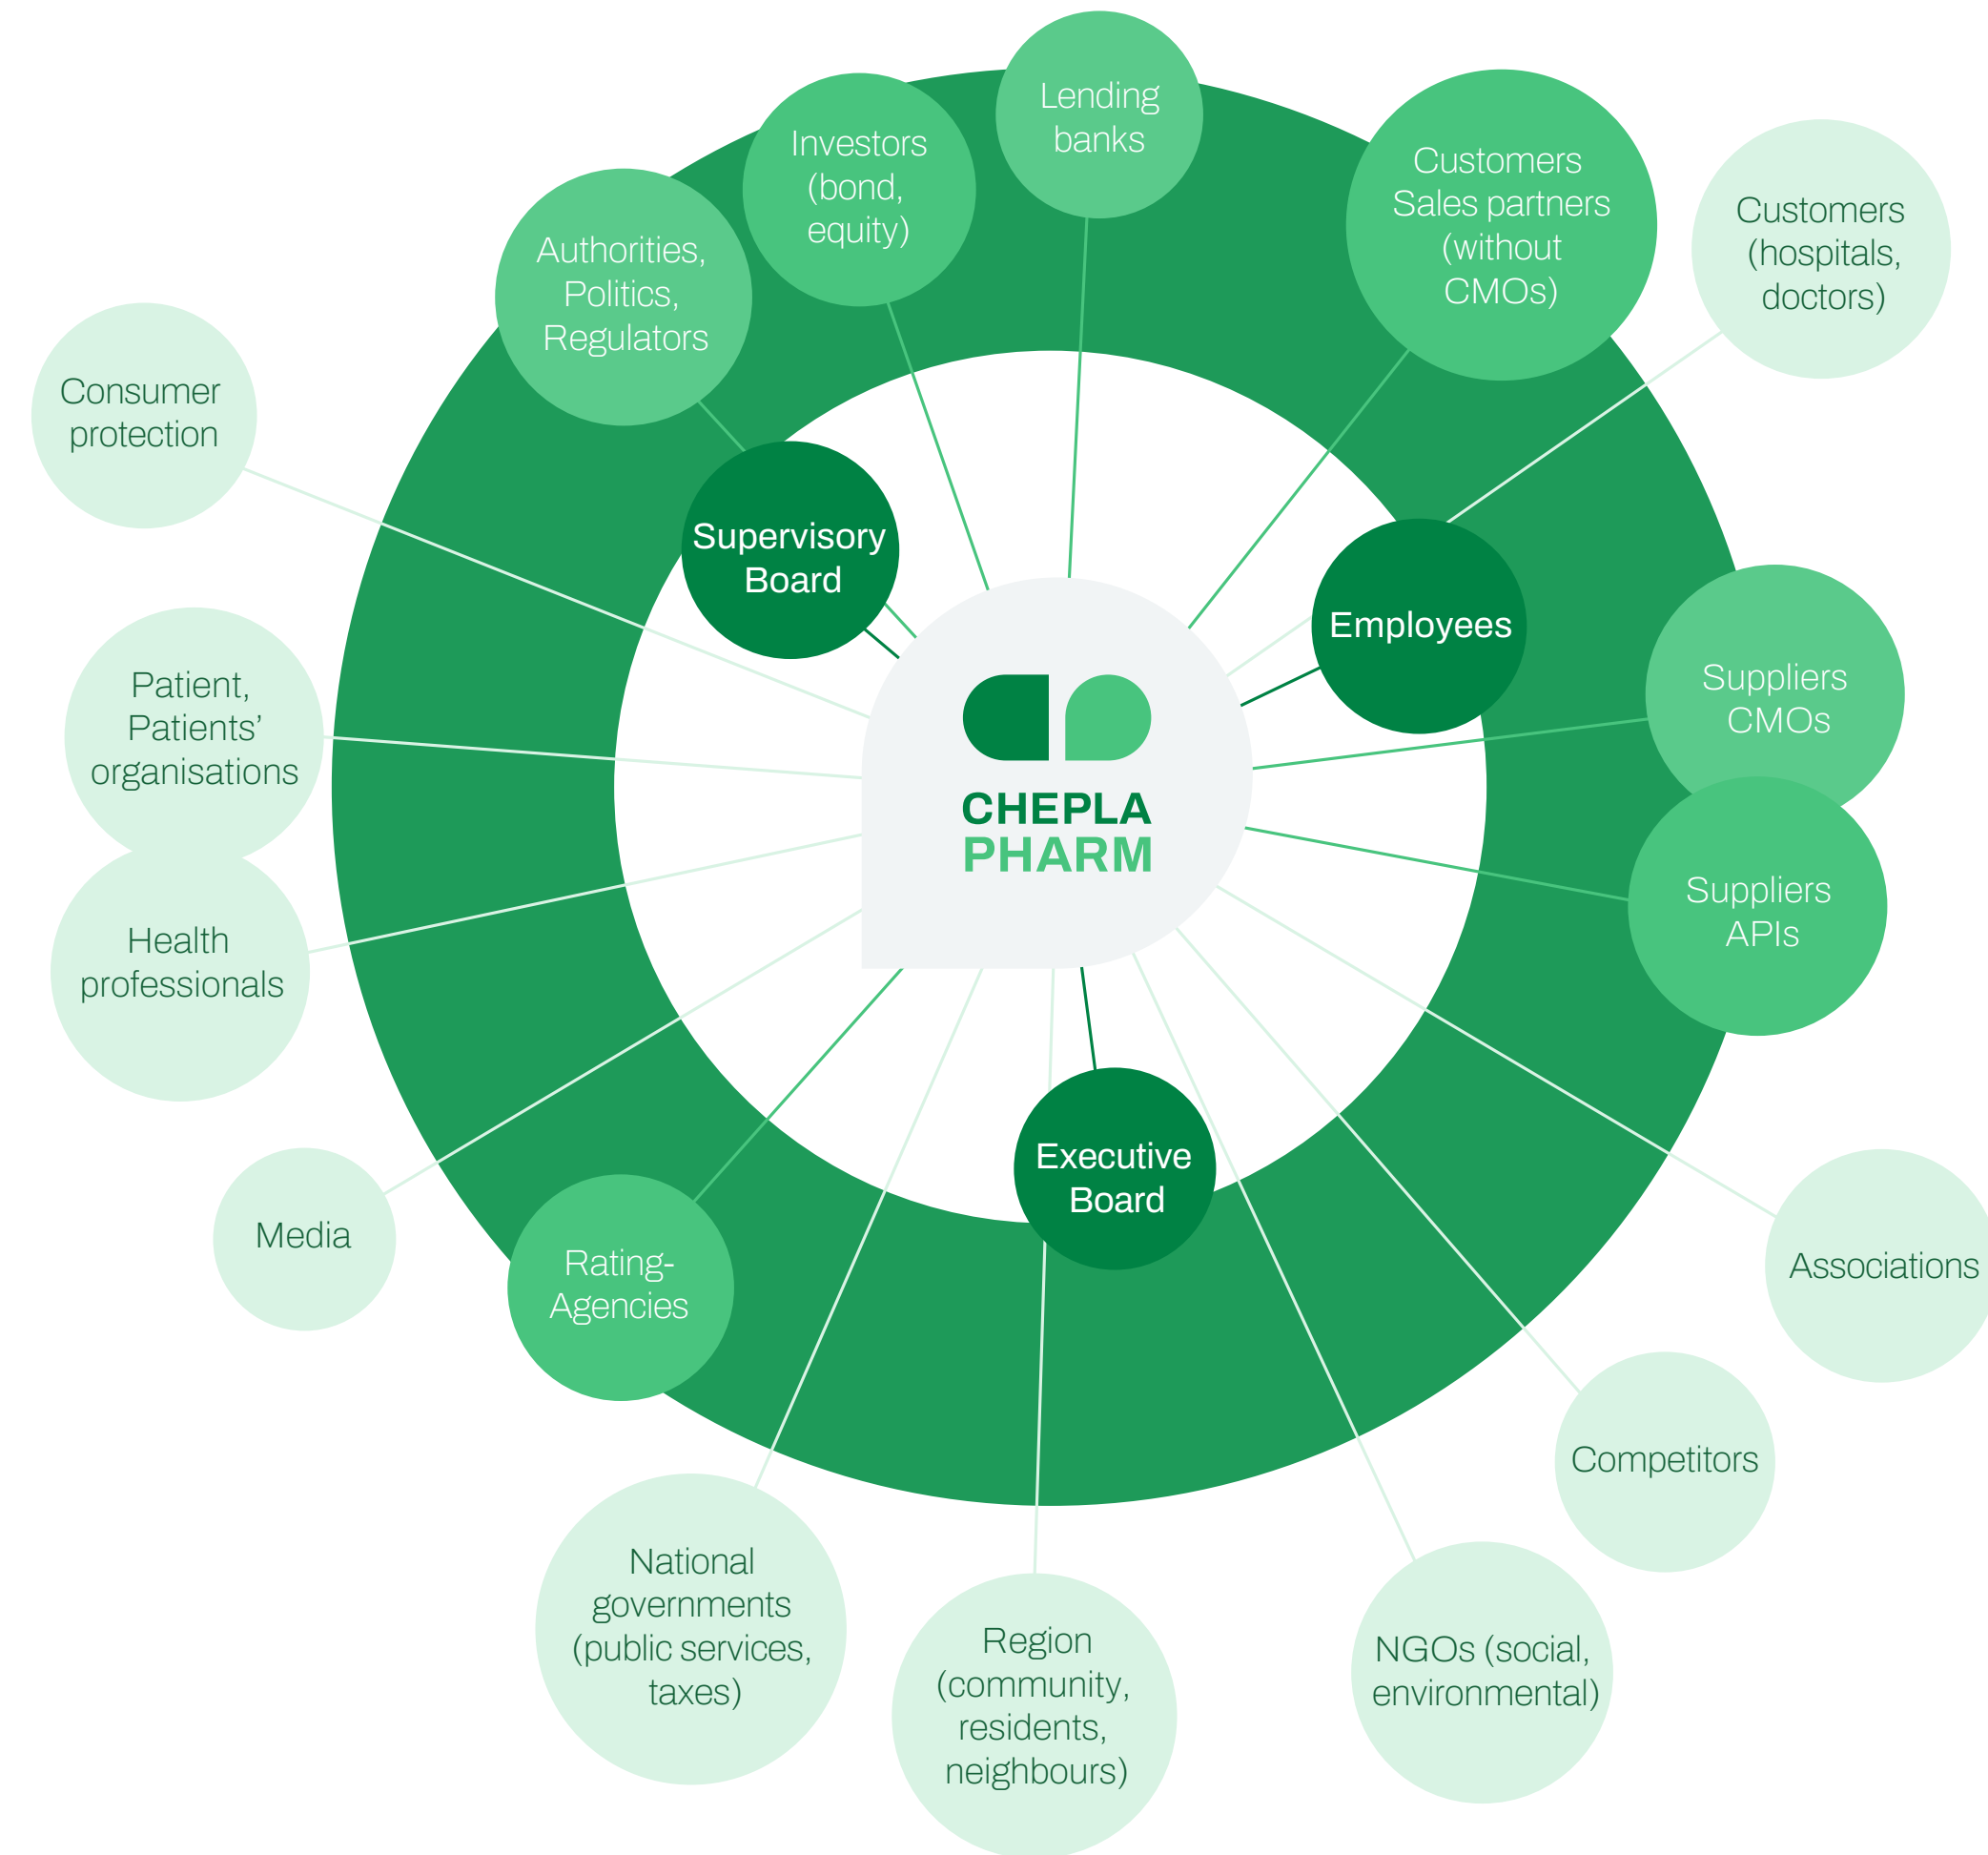 Lending
banks
Investors
(bond,
equity)
Customers
Sales partners
(without
CMOs)
Customers
(hospitals,
doctors)
Authorities,
Politics,
Regulators
Consumer
protection
Supervisory
Board
Employees
Suppliers
CMOs
Patient,
Patients’
organisations
CHEPLA
PHARM
Suppliers
APIs
Health
professionals
Executive
Board
Media
Rating-
Agencies
Associations
Competitors
National
governments
(public services,
taxes)
Region
(community,
residents,
neighbours)
NGOs (social,
environmental)